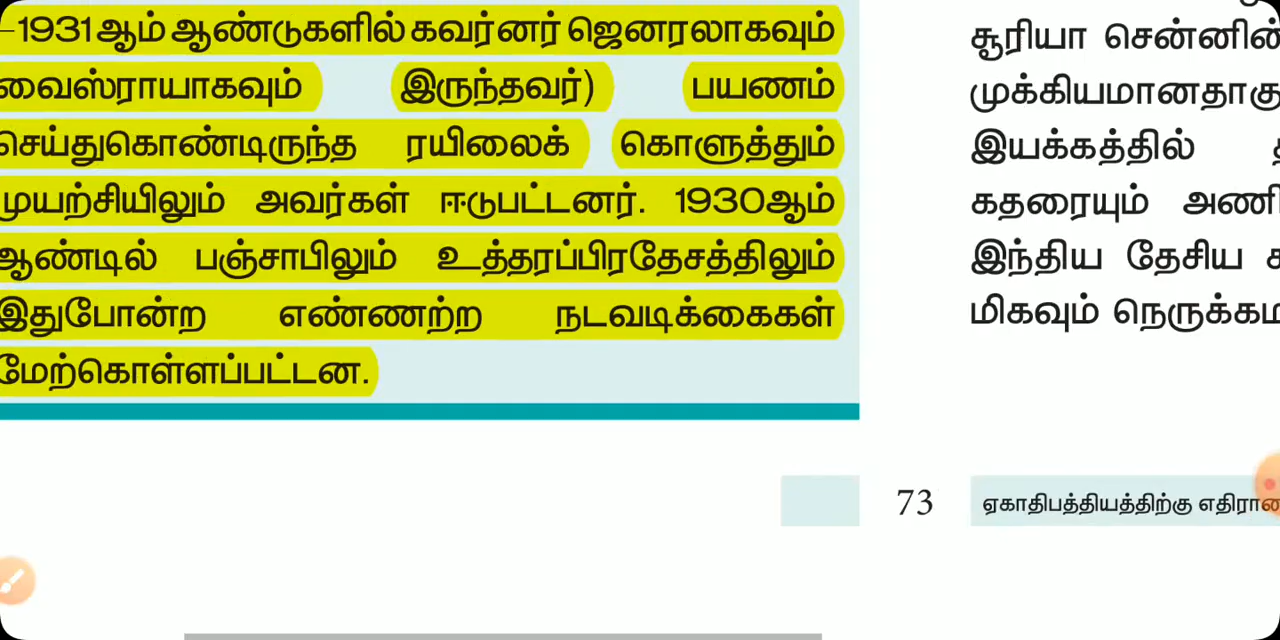 –1931ஆம் ஆண்டுகளில் கவர்னர் ஜெனரலாகவும்
வைஸ்ராயாகவும் இருந்தவர்) பயணம்
செய்துகொண்டிருந்த ரயிலைக் கொளுத்தும்
முயற்சியிலும் அவர்கள் ஈடுபட்டனர். 1930ஆம்
ஆண்டில் பஞ்சாபிலும் உத்தரப்பிரதேசத்திலும்
இதுபோன்ற எண்ணற்ற நடவடிக்கைகள்
மேற்கொள்ளப்பட்டன.
சூரியா சென்னின்
முக்கியமானதாகு
இயக்கத்தில்
கதரையும் அணி
இந்திய தேசிய
மிகவும் நெருக்கம
73
ஏகாதிபத்தியத்திற்கு எதிரான